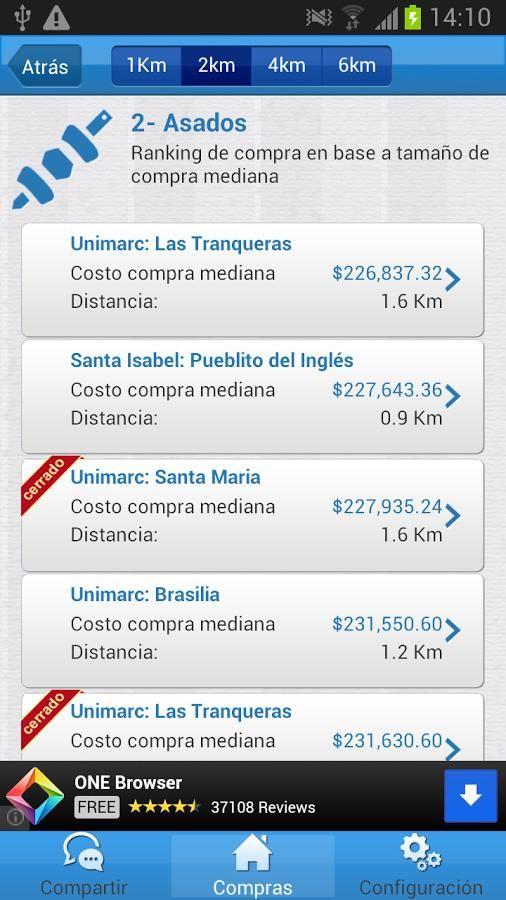 14:10
Atrás
1Km 2km 4km 6km
2- Asados
Ranking de compra en base a tamaño de
compra mediana
Unimarc: Las Tranqueras
Costo compra mediana $226,837.32
Distancia: 1.6 Km
Santa Isabel: Pueblito del Inglés
Costo compra mediana $227,643.36
Distancia: 0.9 Km
cerrado
Unimarc: Santa Maria
Costo compra mediana $227,935.24
Distancia: 1.6 Km
Unimarc: Brasilia
Costo compra mediana $231,550.60
Distancia: 1.2 Km
cerrado
Unimarc: Las Tranqueras
Costo compra mediana $231,630.60
ONE Browser
FREE 37108 Reviews
Compartir Compras Configuración